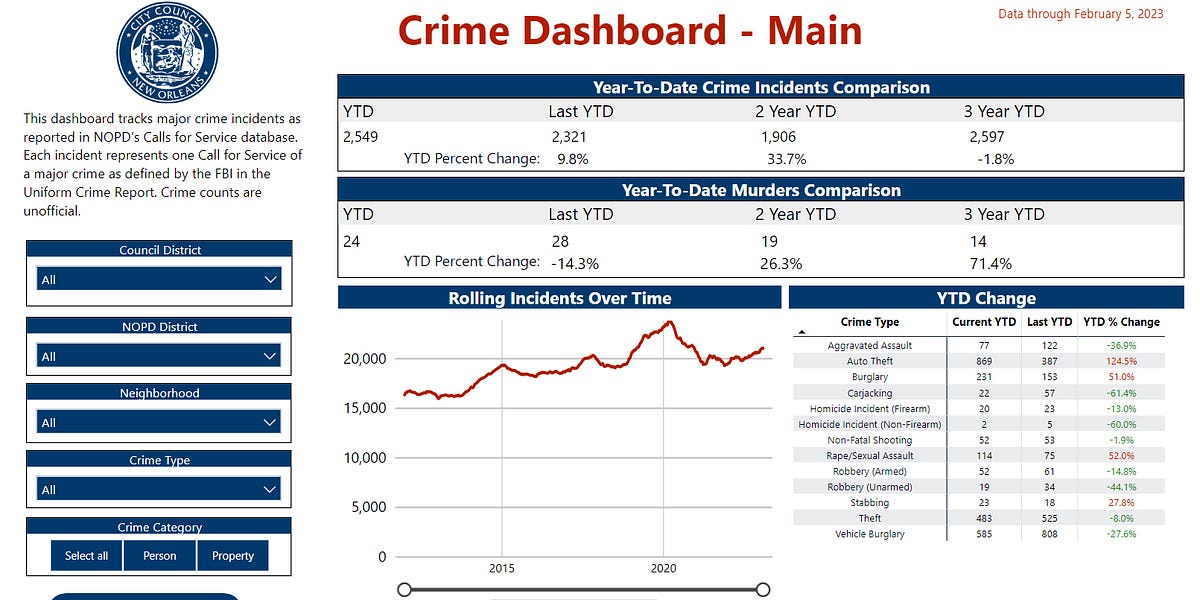 CITY COUNCIL
NEW ORLEANS
This dashboard tracks major crime incidents as
reported in NOPD's Calls for Service database.
Each incident represents one Call for Service of
a major crime as defined by the FBI in the
Uniform Crime Report. Crime counts are
unofficial.
Council District
All
NOPD District
All
Neighborhood
All
Crime Type
All
Crime Category
Select all Person Property
Crime Dashboard - Main
Data through February 5, 2023
Year-To-Date Crime Incidents Comparison
YTD Last YTD 2 Year YTD 3 Year YTD
2,549 2,321 1,906 2,597
YTD Percent Change: 9.8% 33.7% -1.8%
Year-To-Date Murders Comparison
YTD Last YTD 2 Year YTD 3 Year YTD
24 28 19 14
YTD Percent Change: -14.3% 26.3% 71.4%
Rolling Incidents Over Time
20,000
15,000
10,000
5,000
0
2015 2020
YTD Change
Crime Type Current YTD Last YTD YTD % Change
Aggravated Assault 77 122 -36.9%
Auto Theft 869 387 124.5%
Burglary 231 153 51.0%
Carjacking 22 57 -61.4%
Homicide Incident (Firearm) 20 23 -13.0%
Homicide Incident (Non-Firearm) 2 5 -60.0%
Non-Fatal Shooting 52 53 -1.9%
Rape/Sexual Assault 114 75 52.0%
Robbery (Armed) 52 61 -14.8%
Robbery (Unarmed) 19 34 -44.1%
Stabbing 23 18 27.8%
Theft 483 525 -8.0%
Vehicle Burglary 585 808 -27.6%